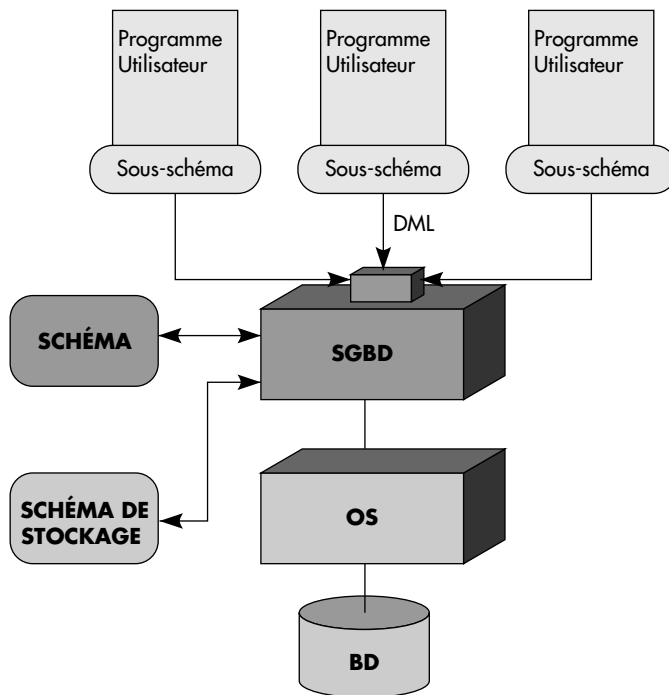 Programme
Utilisateur
Programme
Utilisateur
Programme
Utilisateur
Sous-schéma
Sous-schéma
Sous-schéma
DML
SCHÉMA
SGBD
SCHÉMA DE
STOCKAGE
OS
BD